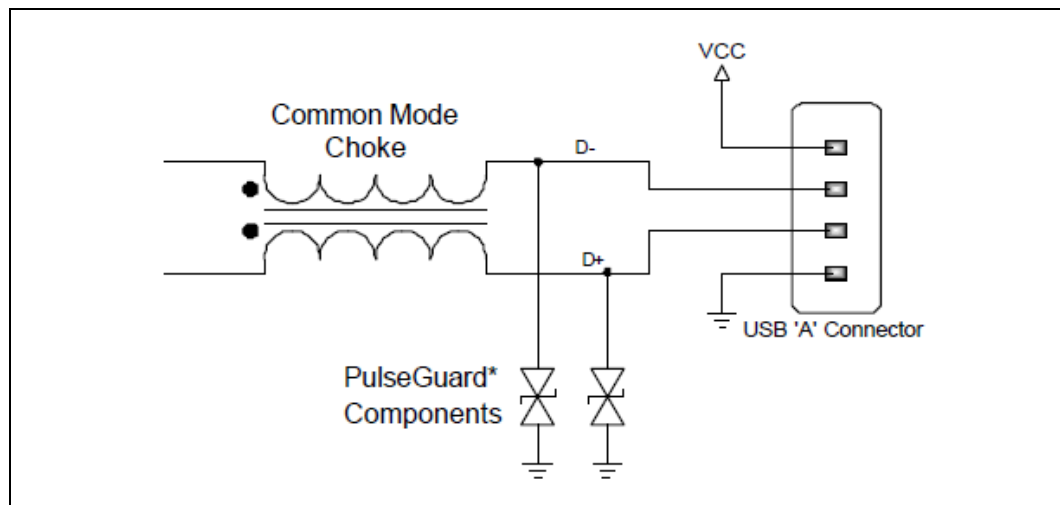 VCC
Common Mode
Choke
D-
D+
USB 'A' Connector
PulseGuard*
Components